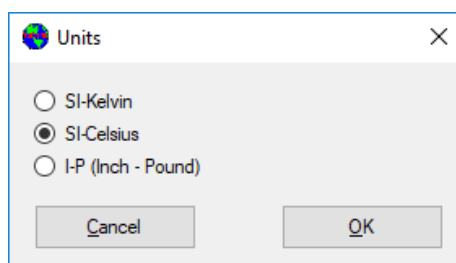 Units
SI-Kelvin
SI-Celsius
I-P (Inch - Pound)
Cancel OK